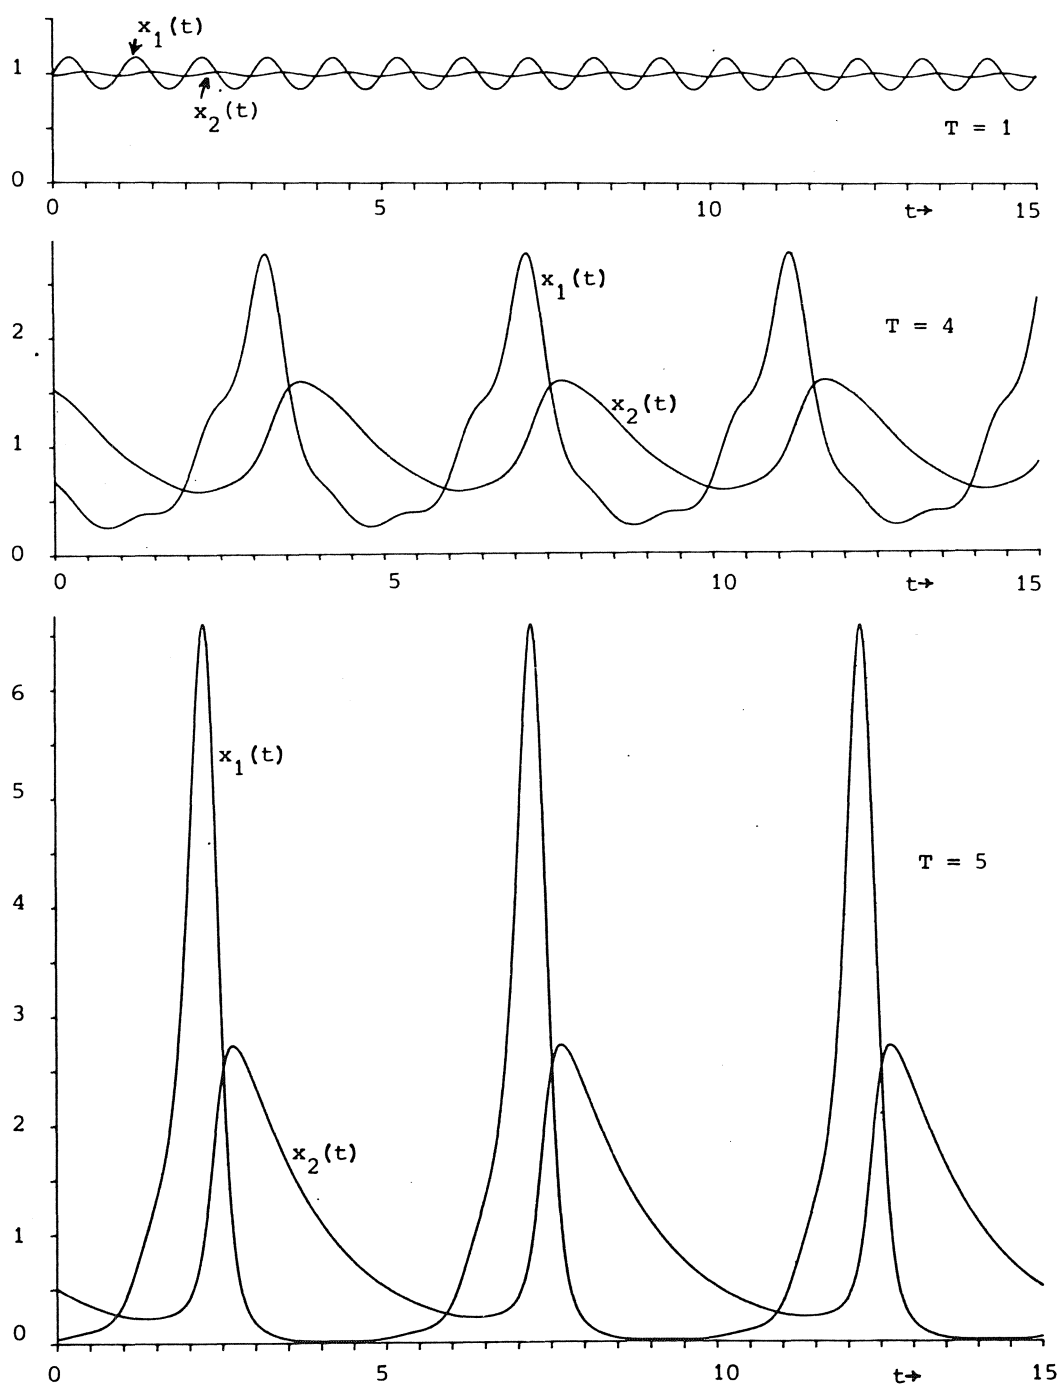 x1(t)
1
x2(t)
T = 1
0
0 5 10 t→ 15
x1(t)
2
T = 4
x2(t)
1
0
0 5 10 t→ 15
6
x1(t)
5
T = 5
4
3
2
x2(t)
1
0
0 5 10 t→ 15